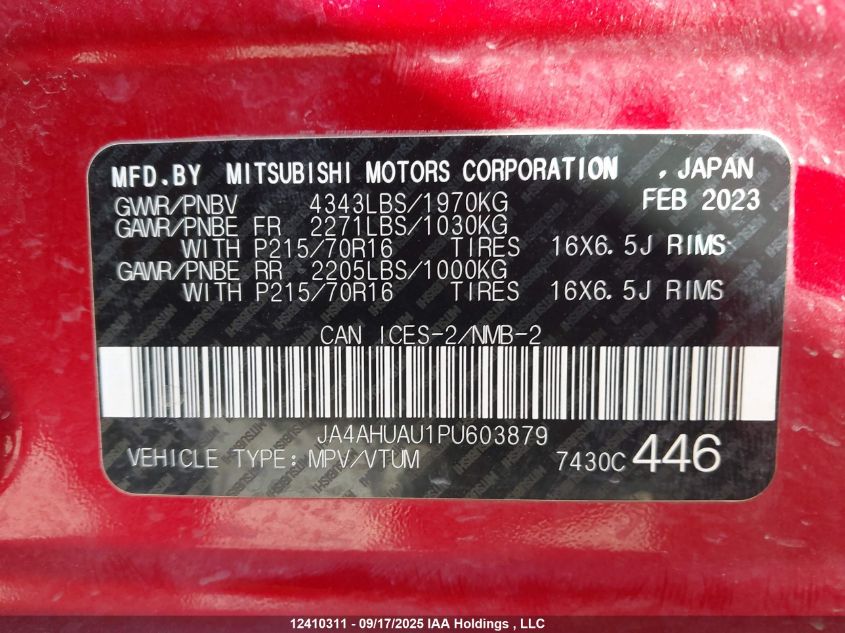 MFD.BY MITSUBISHI MOTORS CORPORATION , JAPAN
GWWR/PNBV 4343LBS/1970KG FEB 2023
GAWR/PNBE FR 2271LBS/1030KG
WITH P215/70R16 TIRES 16X6.5J RIMS
GAWR/PNBE RR 2205LBS/1000KG
WITH P215/70R16 TIRES 16X6.5J RIMS
CAN ICES-2/NMB-2
JA4AHUAU1PU603879
VEHICLE TYPE: MPV/VTUM 7430C 446
12410311 - 09/17/2025 IAA Holdings , LLC